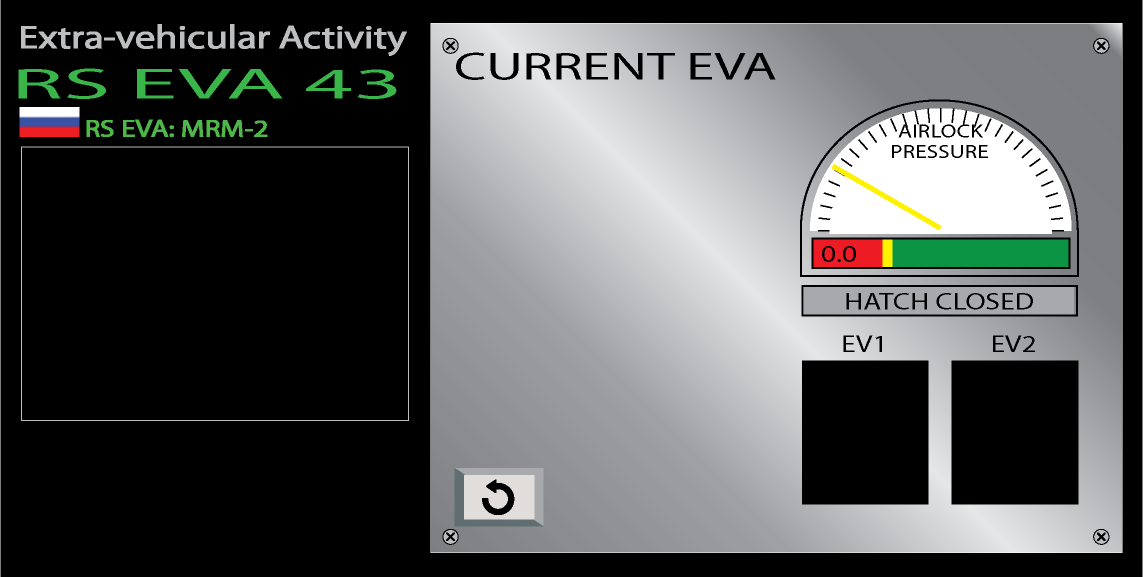 Extra-vehicular Activity
RS EVA 43
RS EVA: MRM-2
CURRENT EVA
AIRLOCK
PRESSURE
0.0
HATCH CLOSED
EV1
EV2